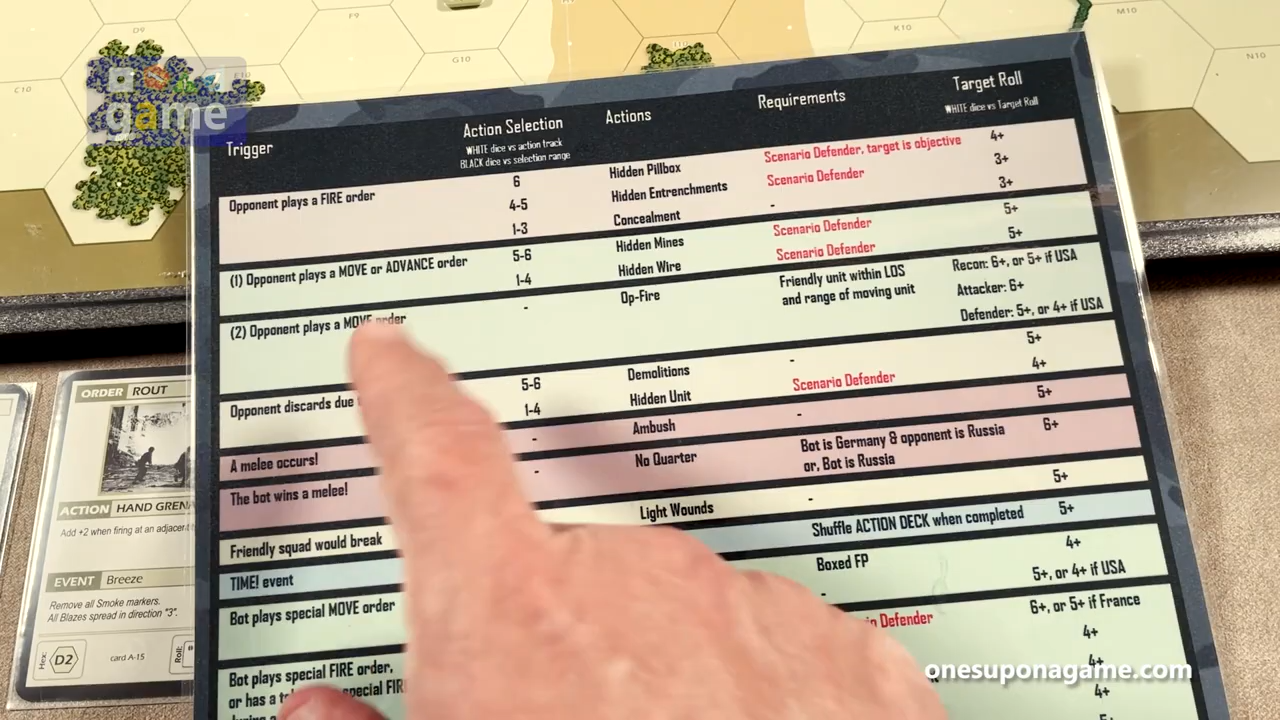 D9
F9
K10
M10
C10
E10
G10
I10
N10
game
Trigger
Action Selection
WHITE dice vs action track
BLACK dice vs selection range
Actions
Requirements
Target Roll
WHITE dice vs Target Roll
Opponent plays a FIRE order
6
Hidden Pillbox
Scenario Defender, target is objective
4+
4-5
Hidden Entrenchments
Scenario Defender
3+
1-3
Concealment
-
3+
(1) Opponent plays a MOVE or ADVANCE order
5-6
Hidden Mines
Scenario Defender
5+
1-4
Hidden Wire
Scenario Defender
5+
(2) Opponent plays a MOVE order
-
Op-Fire
Friendly unit within LOS
and range of moving unit
Recon: 6+, or 5+ if USA
Attacker: 6+
Defender: 5+, or 4+ if USA
Opponent discards due
5-6
Demolitions
-
5+
1-4
Hidden Unit
Scenario Defender
4+
A melee occurs!
-
Ambush
-
5+
The bot wins a melee!
-
No Quarter
Bot is Germany & opponent is Russia
or, Bot is Russia
6+
Friendly squad would break
Light Wounds
-
5+
TIME! event
Shuffle ACTION DECK when completed
5+
Bot plays special MOVE order
Boxed FP
4+
-
5+, or 4+ if USA
Defender
6+, or 5+ if France
4+
Bot plays special FIRE order,
4+
or has a special FIR
4+
ORDER ROUT
ACTION HAND GRENA
Add +2 when firing at an adjacent
EVENT Breeze
Remove all Smoke markers.
All Blazes spread in direction "3".
Hex:
D2
card A-15
Roll:
onesuponagame.com